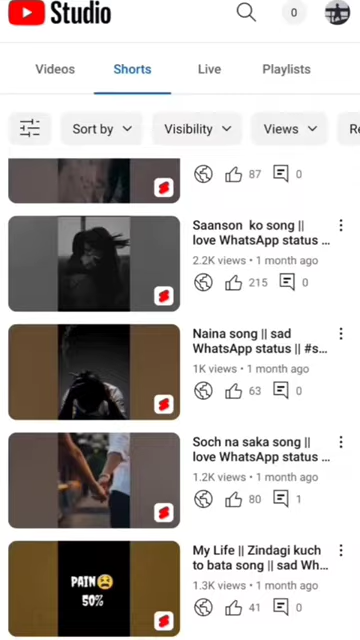 Studio
0
Videos Shorts Live Playlists
Sort by Visibility Views Re
87 0
Saanson ko song ||
love WhatsApp status ...
2.2K views • 1 month ago
215 0
Naina song || sad
WhatsApp status || #s...
1K views • 1 month ago
63 0
Soch na saka song ||
love WhatsApp status ...
1.2K views • 1 month ago
80 1
PAIN😫
50%
My Life || Zindagi kuch
to bata song || sad Wh...
1.3K views • 1 month ago
41 0